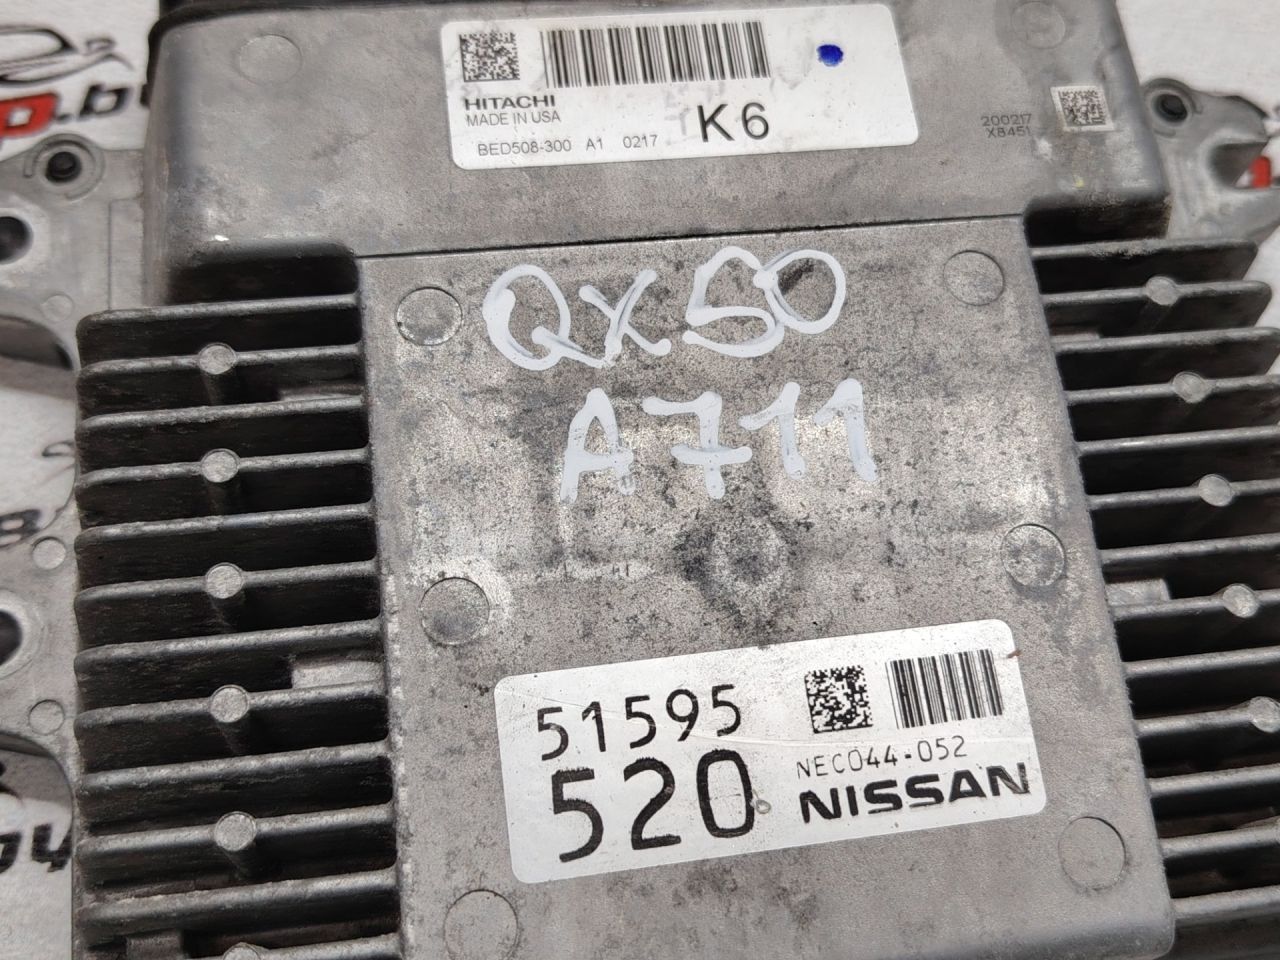 HITACHI
MADE IN USA
BED508-300 A1 0217
K6
200217
X8451
QX50
A711
51595
520
NEC044-052
NISSAN